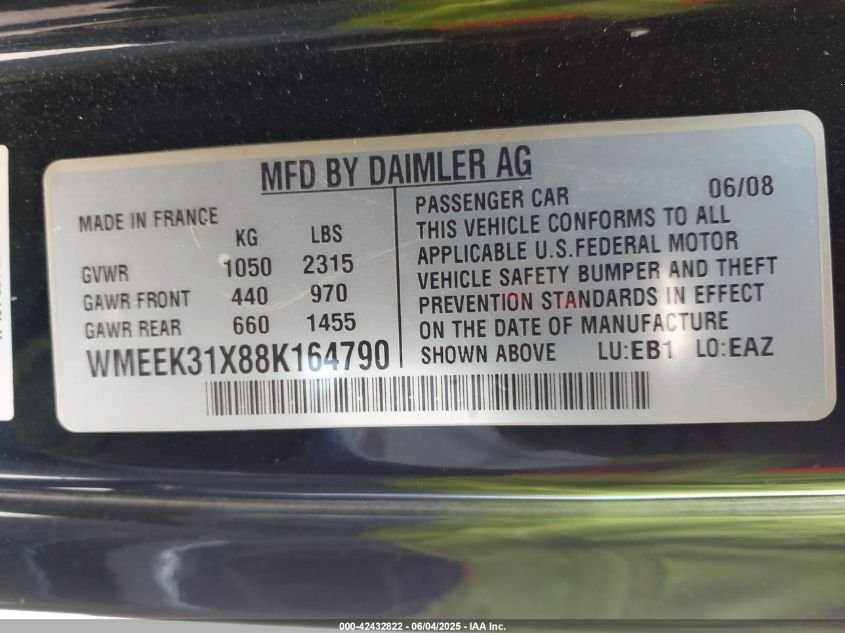 MFD BY DAIMLER AG
MADE IN FRANCE
KG LBS
GVWR 1050 2315
GAWR FRONT 440 970
GAWR REAR 660 1455
WMEEK31X88K164790
PASSENGER CAR 06/08
THIS VEHICLE CONFORMS TO ALL
APPLICABLE U.S.FEDERAL MOTOR
VEHICLE SAFETY BUMPER AND THEFT
PREVENTION STANDARDS IN EFFECT
ON THE DATE OF MANUFACTURE
SHOWN ABOVE LU:EB1 LO:EAZ
000-42432822 - 06/04/2025 - IAA Inc.